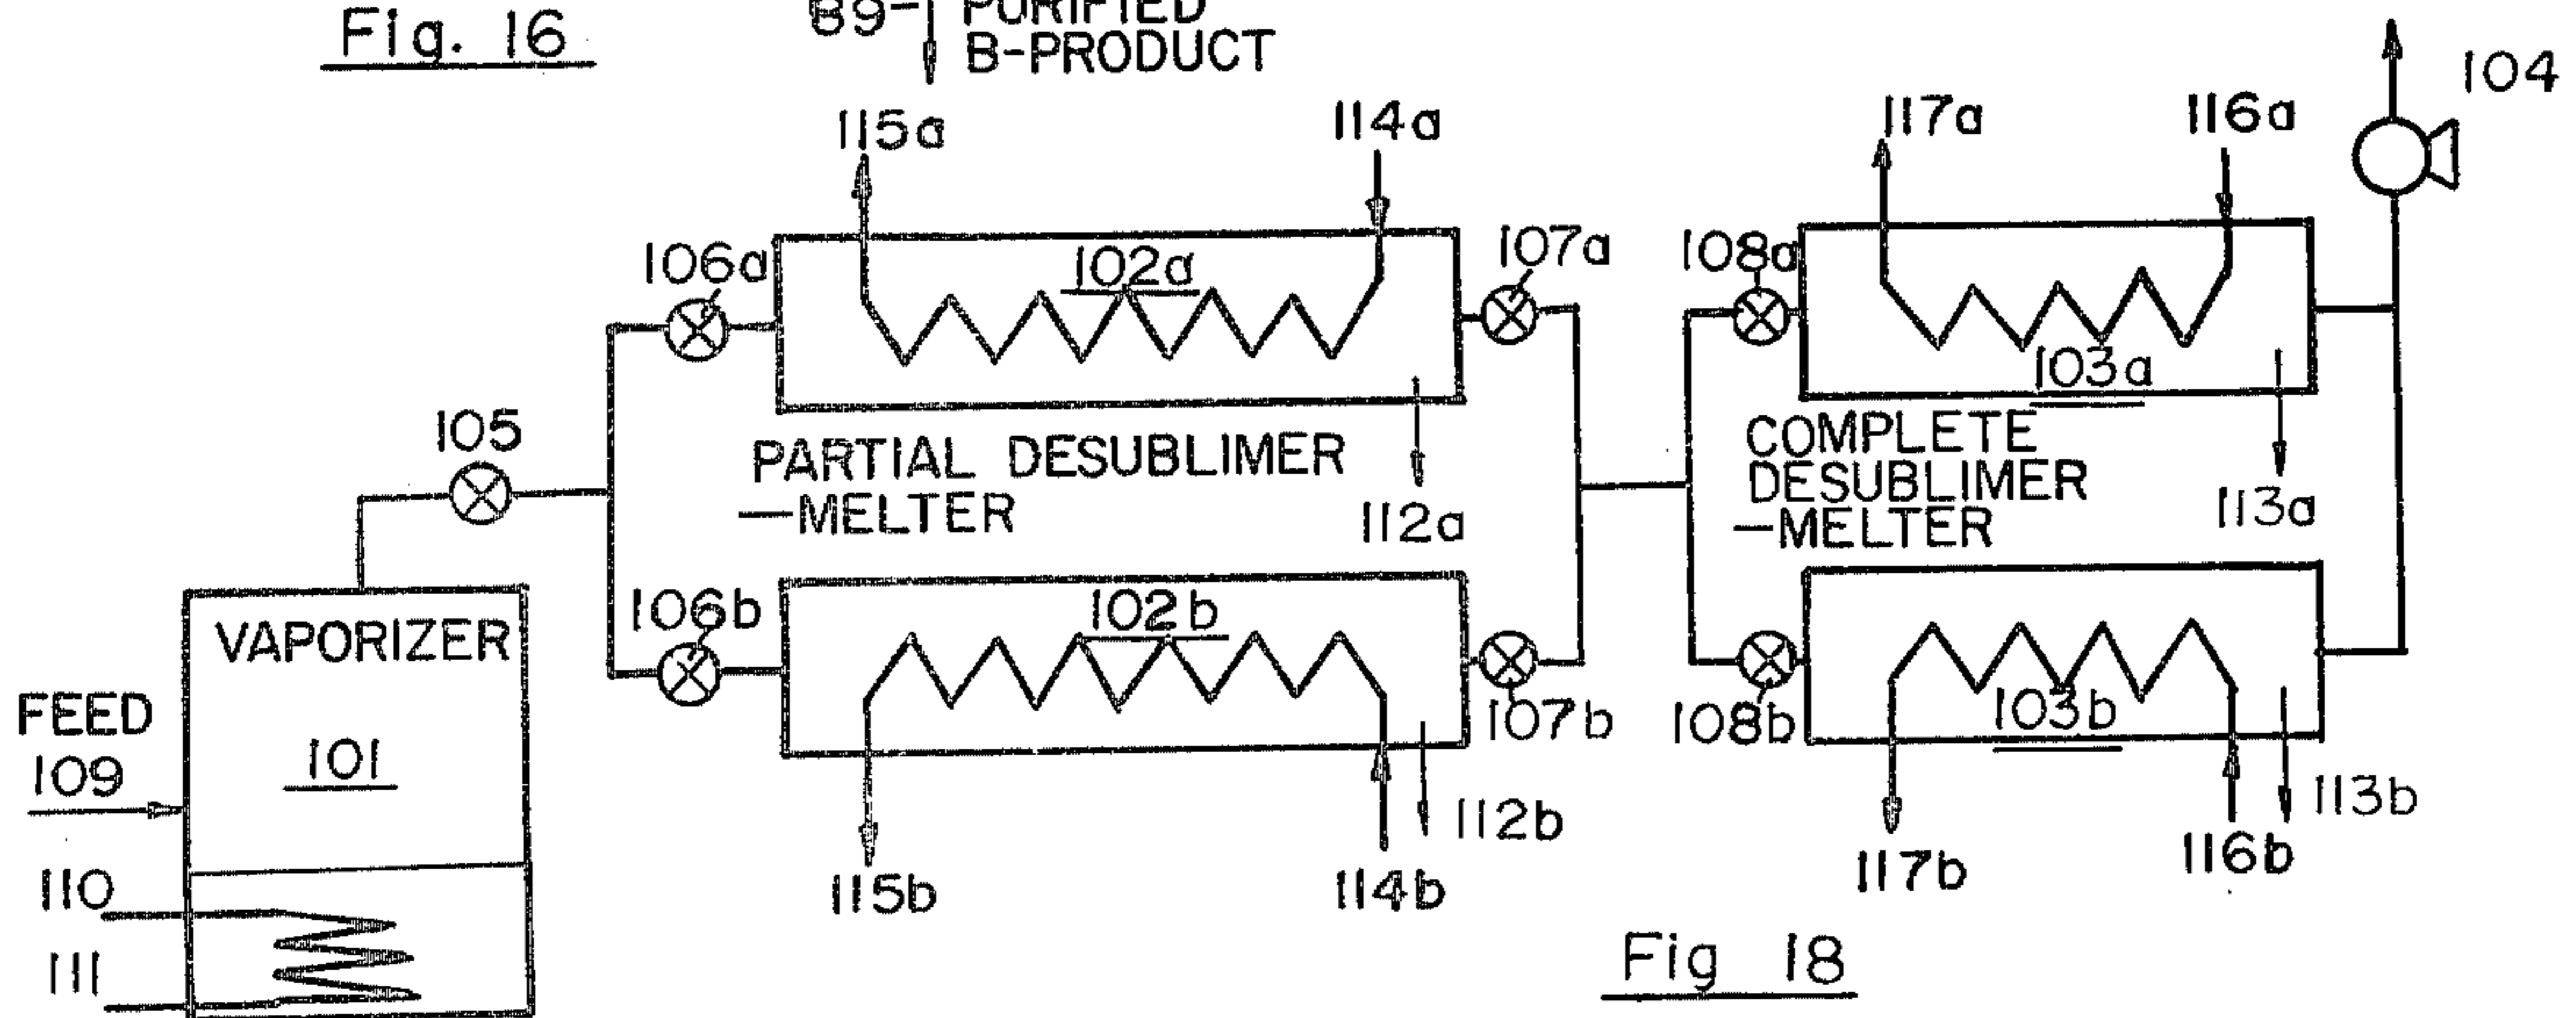 Fig. 16
B9- PURIFIED
B-PRODUCT
104
115a
114a
117a
116a
106a
102a
107a
108a
103a
105
PARTIAL DESUBLIMER
—MELTER
112a
COMPLETE
DESUBLIMER
—MELTER
113a
VAPORIZER
106b
102b
107b
108b
103b
FEED
109
101
112b
113b
115b
114b
117b
116b
110
111
Fig 18